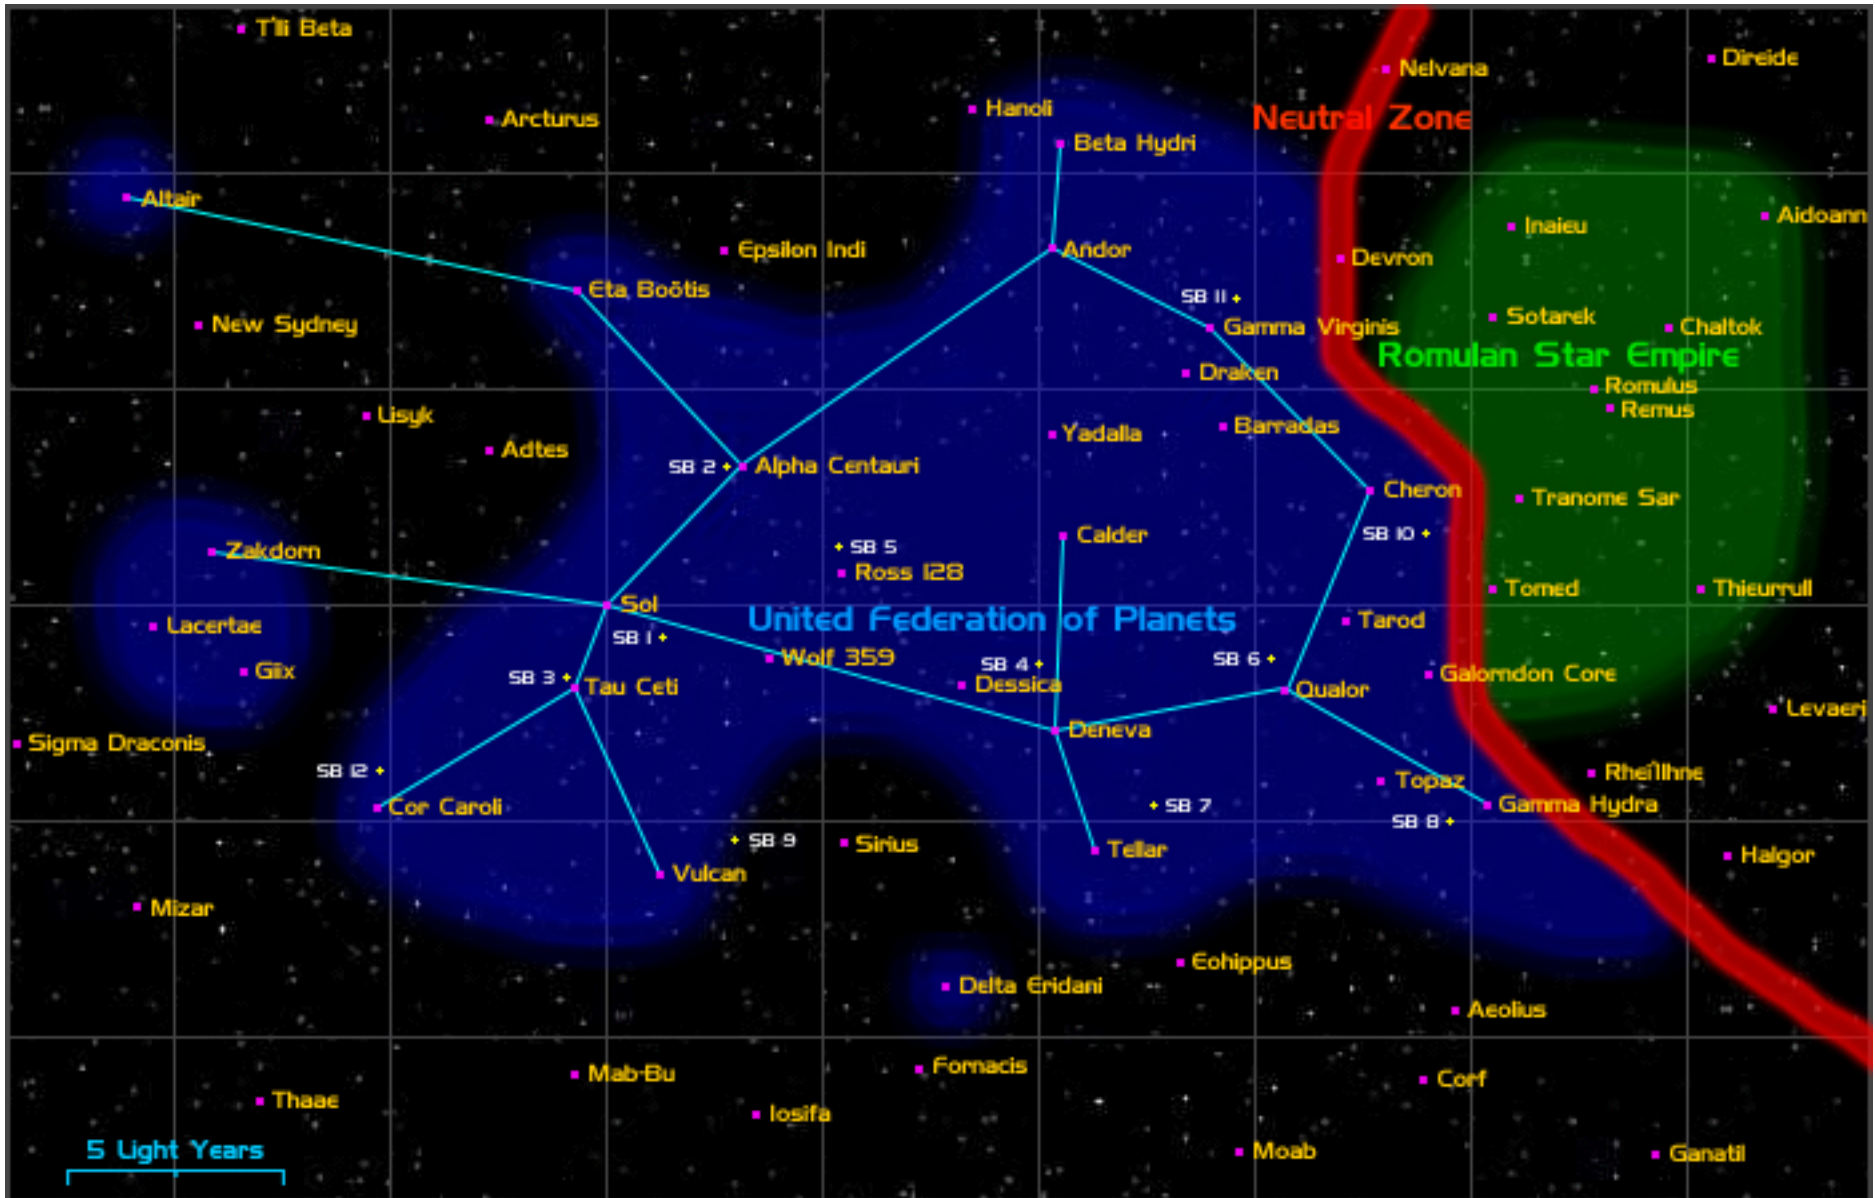 T'lli Beta
Direide
Nelvana
Hanoli
Arcturus
Neutral Zone
Beta Hydri
Altair
Aidoann
Inaieu
Epsilon Indi
Andor
Devron
Eta Boötis
SB 11
New Sydney
Gamma Virginis
Sotarek
Chaltok
Romulan Star Empire
Draken
Romulus
Remus
Lisyk
Barradas
Yadalla
Adtes
SB 2
Alpha Centauri
Cheron
Tranome Sar
SB 10
Calder
SB 5
Zakdorn
Ross 128
Tomed
Thieurrull
Sol
United Federation of Planets
Tarod
Lacertae
SB 1
Wolf 359
SB 6
SB 4
Giix
SB 3
Tau Ceti
Dessica
Galorndon Core
Qualor
Levaeri
Deneva
Sigma Draconis
SB 12
Rhei'llhne
Topaz
Cor Caroli
SB 7
Gamma Hydra
SB 8
SB 9
Sirius
Tellar
Halgor
Vulcan
Mizar
Eohippus
Delta Eridani
Aeolius
Fornacis
Mab-Bu
Corf
Thaae
Iosifa
5 Light Years
Moab
Ganatil